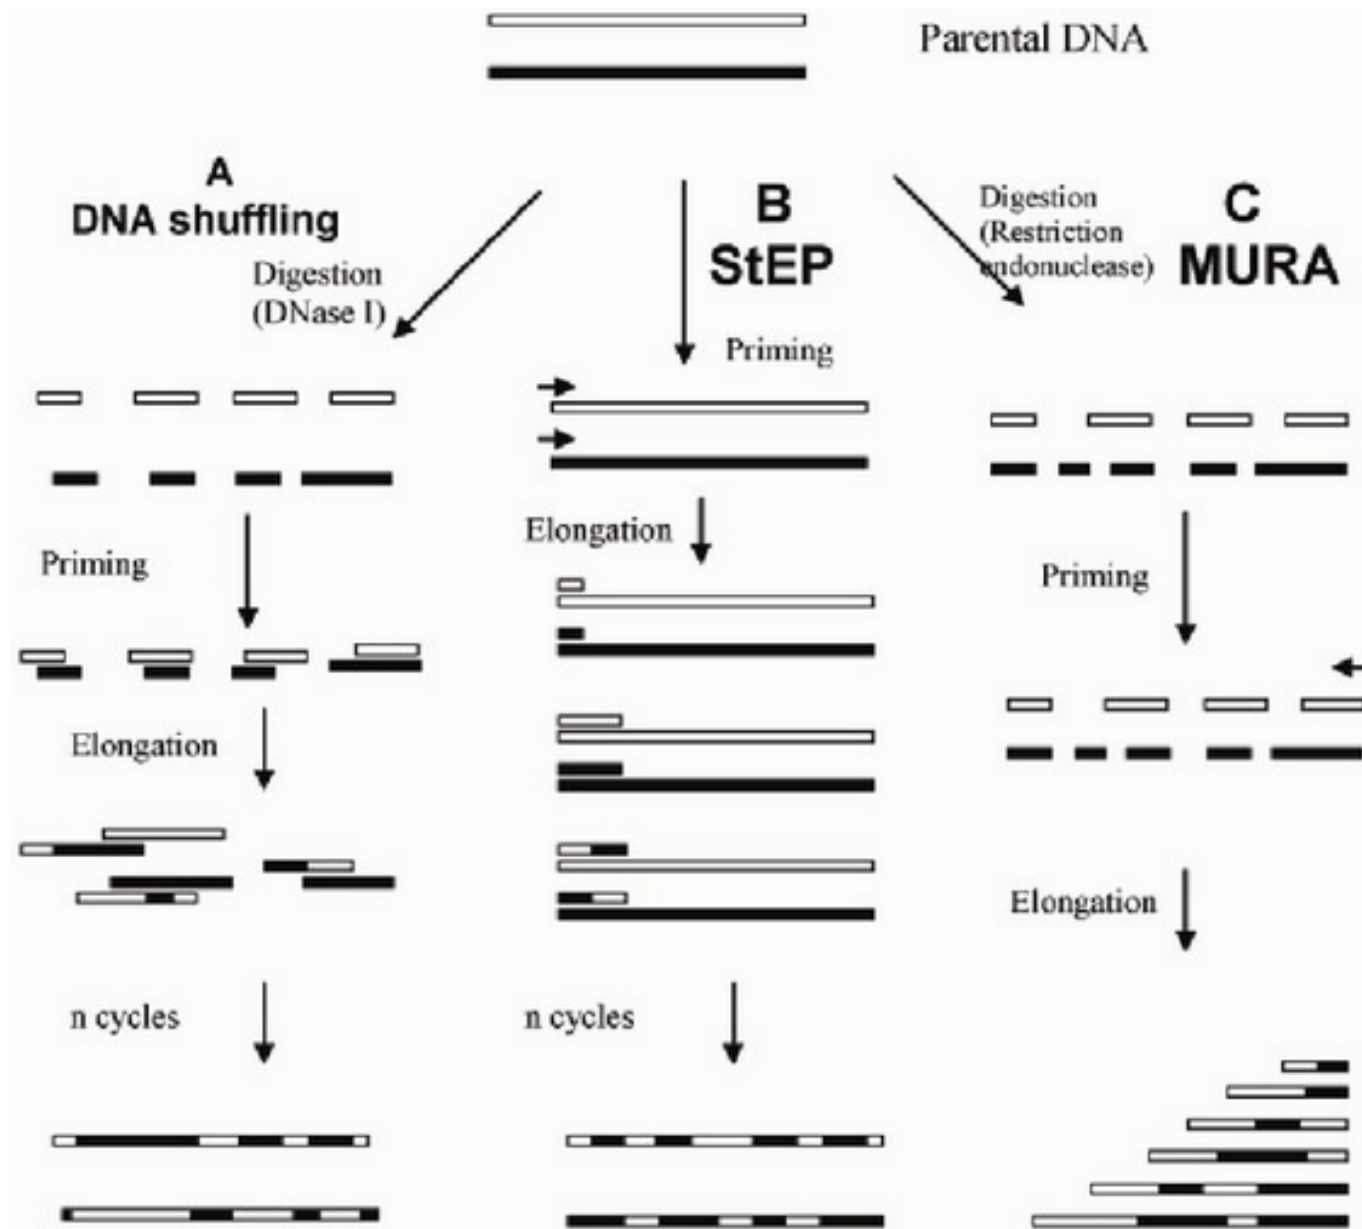 Parental DNA
A
DNA shuffling
Digestion
(DNase I)
B
StEP
Digestion
(Restriction
endonuclease)
C
MURA
Priming
Elongation
Priming
Priming
Elongation
Elongation
n cycles
n cycles